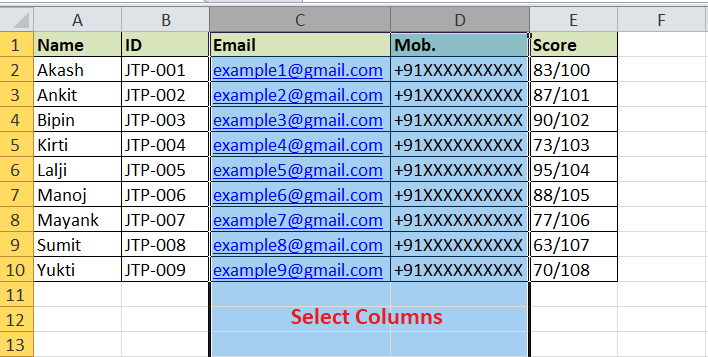 A B C D E F
1 Name ID Email Mob. Score
2 Akash JTP-001 example1@gmail.com +91XXXXXXXXXX 83/100
3 Ankit JTP-002 example2@gmail.com +91XXXXXXXXXX 87/101
4 Bipin JTP-003 example3@gmail.com +91XXXXXXXXXX 90/102
5 Kirti JTP-004 example4@gmail.com +91XXXXXXXXXX 73/103
6 Lalji JTP-005 example5@gmail.com +91XXXXXXXXXX 95/104
7 Manoj JTP-006 example6@gmail.com +91XXXXXXXXXX 88/105
8 Mayank JTP-007 example7@gmail.com +91XXXXXXXXXX 77/106
9 Sumit JTP-008 example8@gmail.com +91XXXXXXXXXX 63/107
10 Yukti JTP-009 example9@gmail.com +91XXXXXXXXXX 70/108
11
12 Select Columns
13